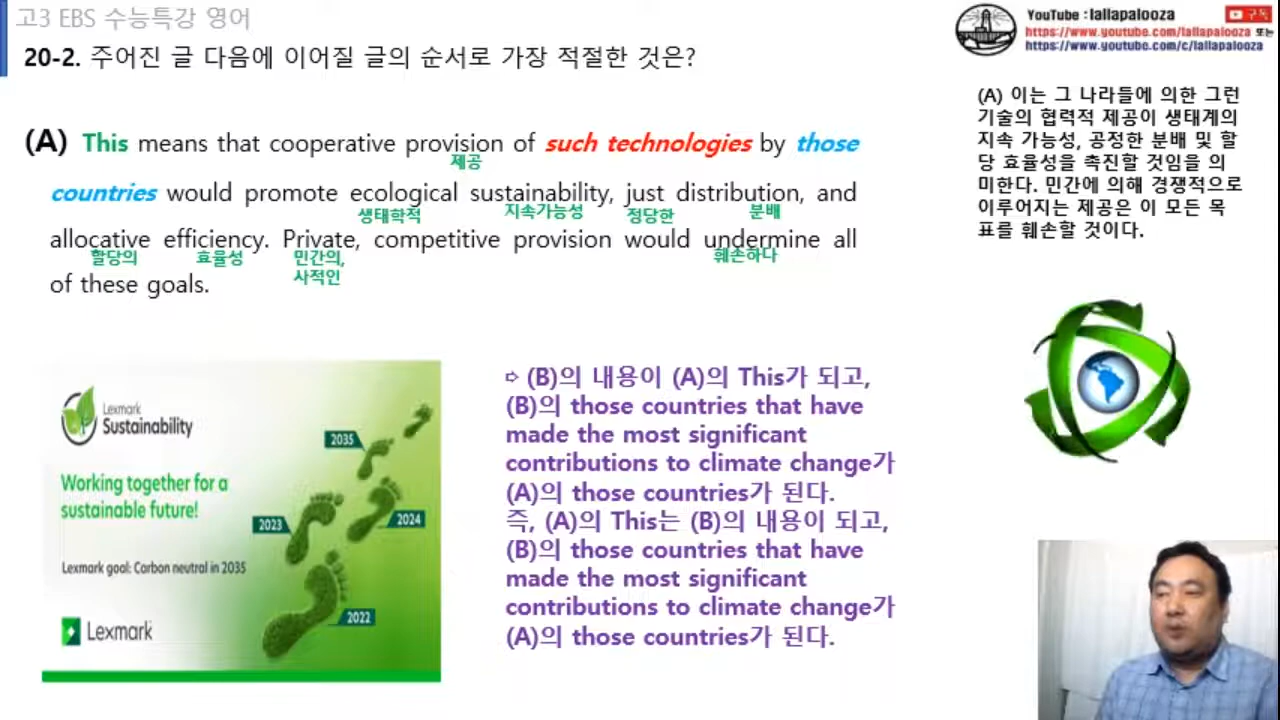 고3 EBS 수능특강 영어
20-2. 주어진 글 다음에 이어질 글의 순서로 가장 적절한 것은?
YouTube : lallapalooza
구독
https://www.youtube.com/lallapalooza 또는
https://www.youtube.com/c/lallapalooza
(A) This means that cooperative provision of such technologies by those
제공
countries would promote ecological sustainability, just distribution, and
생태학적 지속가능성 정당한 분배
allocative efficiency. Private, competitive provision would undermine all
할당의 효율성 민간의, 훼손하다
사적인
of these goals.
(A) 이는 그 나라들에 의한 그런
기술의 협력적 제공이 생태계의
지속 가능성, 공정한 분배 및 할
당 효율성을 촉진할 것임을 의
미한다. 민간에 의해 경쟁적으로
이루어지는 제공은 이 모든 목
표를 훼손할 것이다.
Lexmark
Sustainability
Working together for a
sustainable future!
Lexmark goal: Carbon neutral in 2035
Lexmark
2035
2024
2023
2022
⇨ (B)의 내용이 (A)의 This가 되고,
(B)의 those countries that have
made the most significant
contributions to climate change가
(A)의 those countries가 된다.
즉, (A)의 This는 (B)의 내용이 되고,
(B)의 those countries that have
made the most significant
contributions to climate change가
(A)의 those countries가 된다.